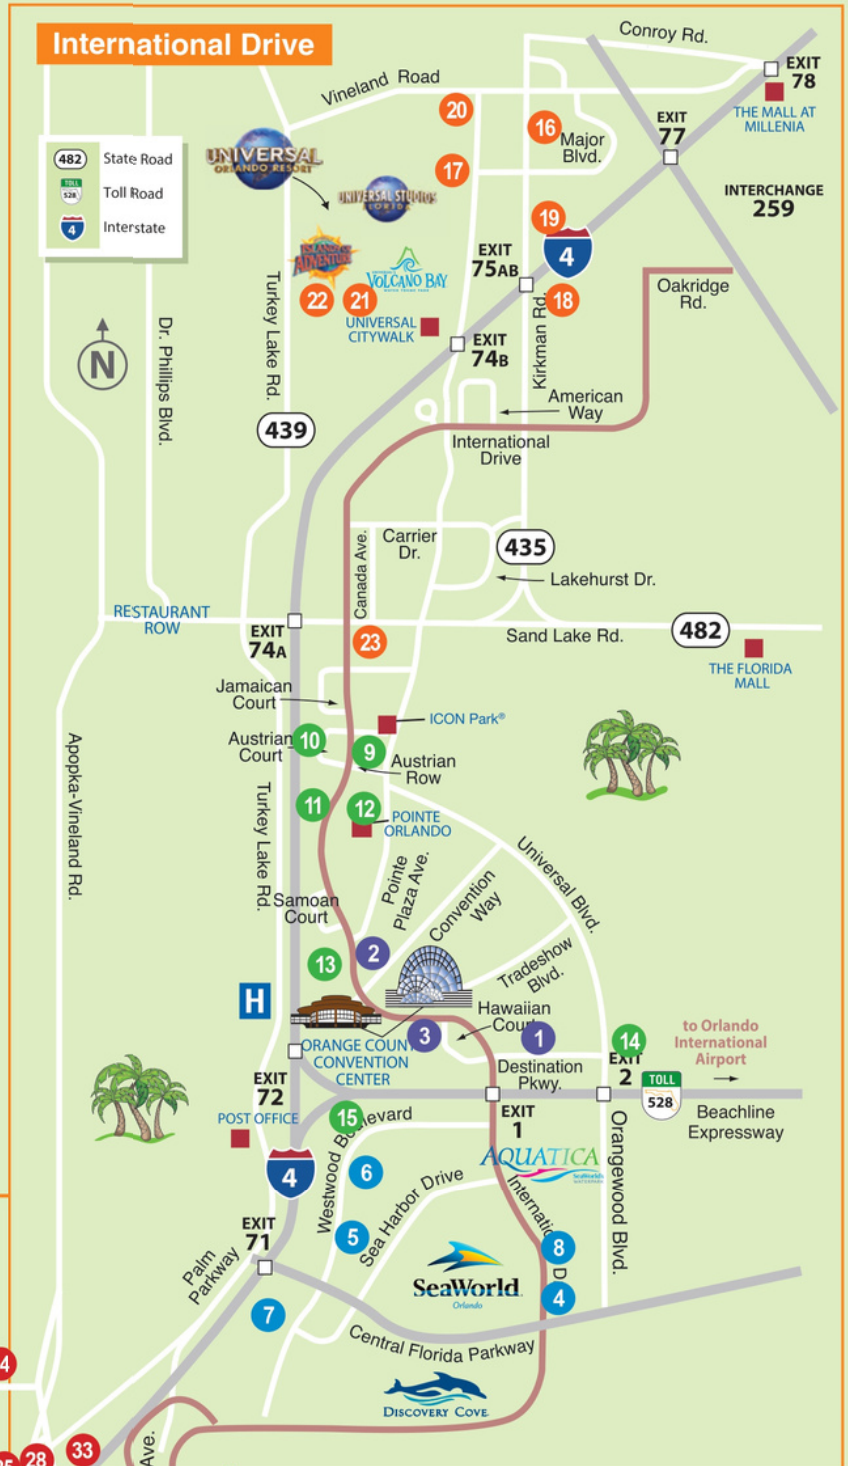 International Drive
482 State Road
TOLL
528 Toll Road
4 Interstate
Conroy Rd.
EXIT
78
THE MALL AT
MILLENIA
Vineland Road
20
16
Major
Blvd.
EXIT
77
UNIVERSAL
ORLANDO RESORT
17
UNIVERSAL STUDIOS
FLORIDA
INTERCHANGE
259
19
4
ISLANDS OF
ADVENTURE
VOLCANO BAY
EXIT
75AB
Oakridge
Rd.
22
21
18
UNIVERSAL
CITYWALK
Turkey Lake Rd.
Dr. Phillips Blvd.
N
EXIT
74B
Kirkman Rd.
American
Way
439
International
Drive
Canada Ave.
Carrier
Dr.
435
Lakehurst Dr.
RESTAURANT
ROW
EXIT
74A
23
Sand Lake Rd.
482
THE FLORIDA
MALL
Jamaican
Court
ICON Park®
Austrian
Court
10
9
Austrian
Row
Apopka-Vineland Rd.
Turkey Lake Rd.
11
12
POINTE
ORLANDO
Pointe
Plaza Ave.
Universal Blvd.
Samoan
Court
Convention
Way
Tradeshow
Blvd.
2
13
H
Hawaiian
Court
3
1
14
ORANGE COUNTY
CONVENTION
CENTER
Destination
Pkwy.
EXIT
2
to Orlando
International
Airport
TOLL
528
Beachline
Expressway
EXIT
72
POST OFFICE
15
Westwood Boulevard
EXIT
1
AQUATICA
4
6
Sea Harbor Drive
International D
Orangewood Blvd.
5
8
EXIT
71
Palm
Parkway
SeaWorld
Orlando
4
7
Central Florida Parkway
DISCOVERY COVE
4
28
33
Ave.